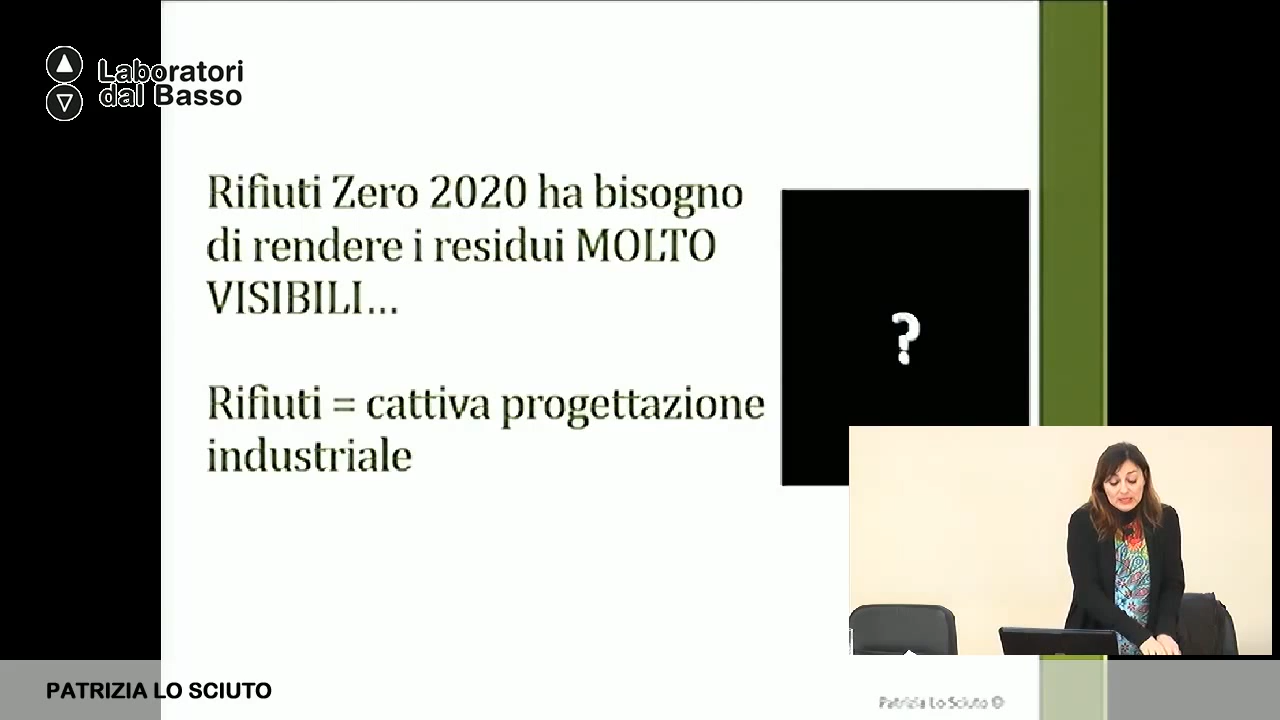 Laboratori
dal Basso
Rifiuti Zero 2020 ha bisogno
di rendere i residui MOLTO
VISIBILI...
Rifiuti = cattiva progettazione
industriale
?
PATRIZIA LO SCIUTO
Patrizia Lo Sciuto ©